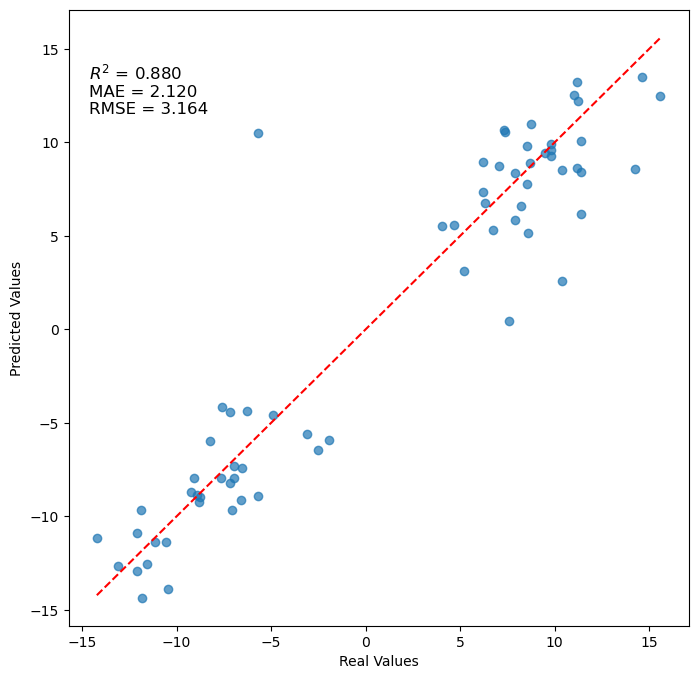 15
10
5
0
−5
−10
−15
Predicted Values
R² = 0.880
MAE = 2.120
RMSE = 3.164
−15 −10 −5 0 5 10 15
Real Values